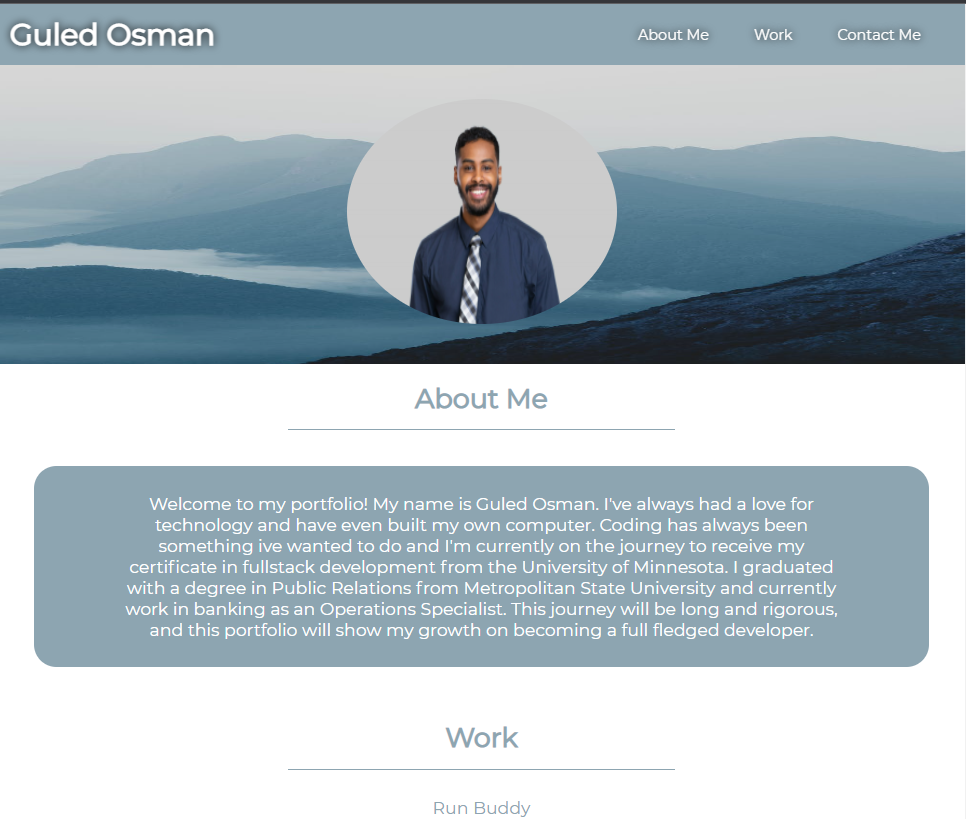 Guled Osman
About Me
Work
Contact Me
About Me
Welcome to my portfolio! My name is Guled Osman. I've always had a love for
technology and have even built my own computer. Coding has always been
something ive wanted to do and I'm currently on the journey to receive my
certificate in fullstack development from the University of Minnesota. I graduated
with a degree in Public Relations from Metropolitan State University and currently
work in banking as an Operations Specialist. This journey will be long and rigorous,
and this portfolio will show my growth on becoming a full fledged developer.
Work
Run Buddy